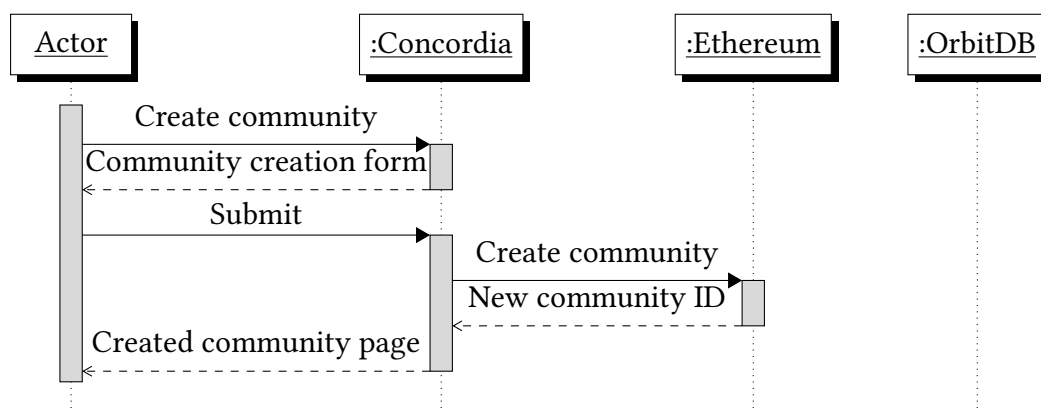 Actor
:Concordia
:Ethereum
:OrbitDB
Create community
Community creation form
Submit
Create community
New community ID
Created community page